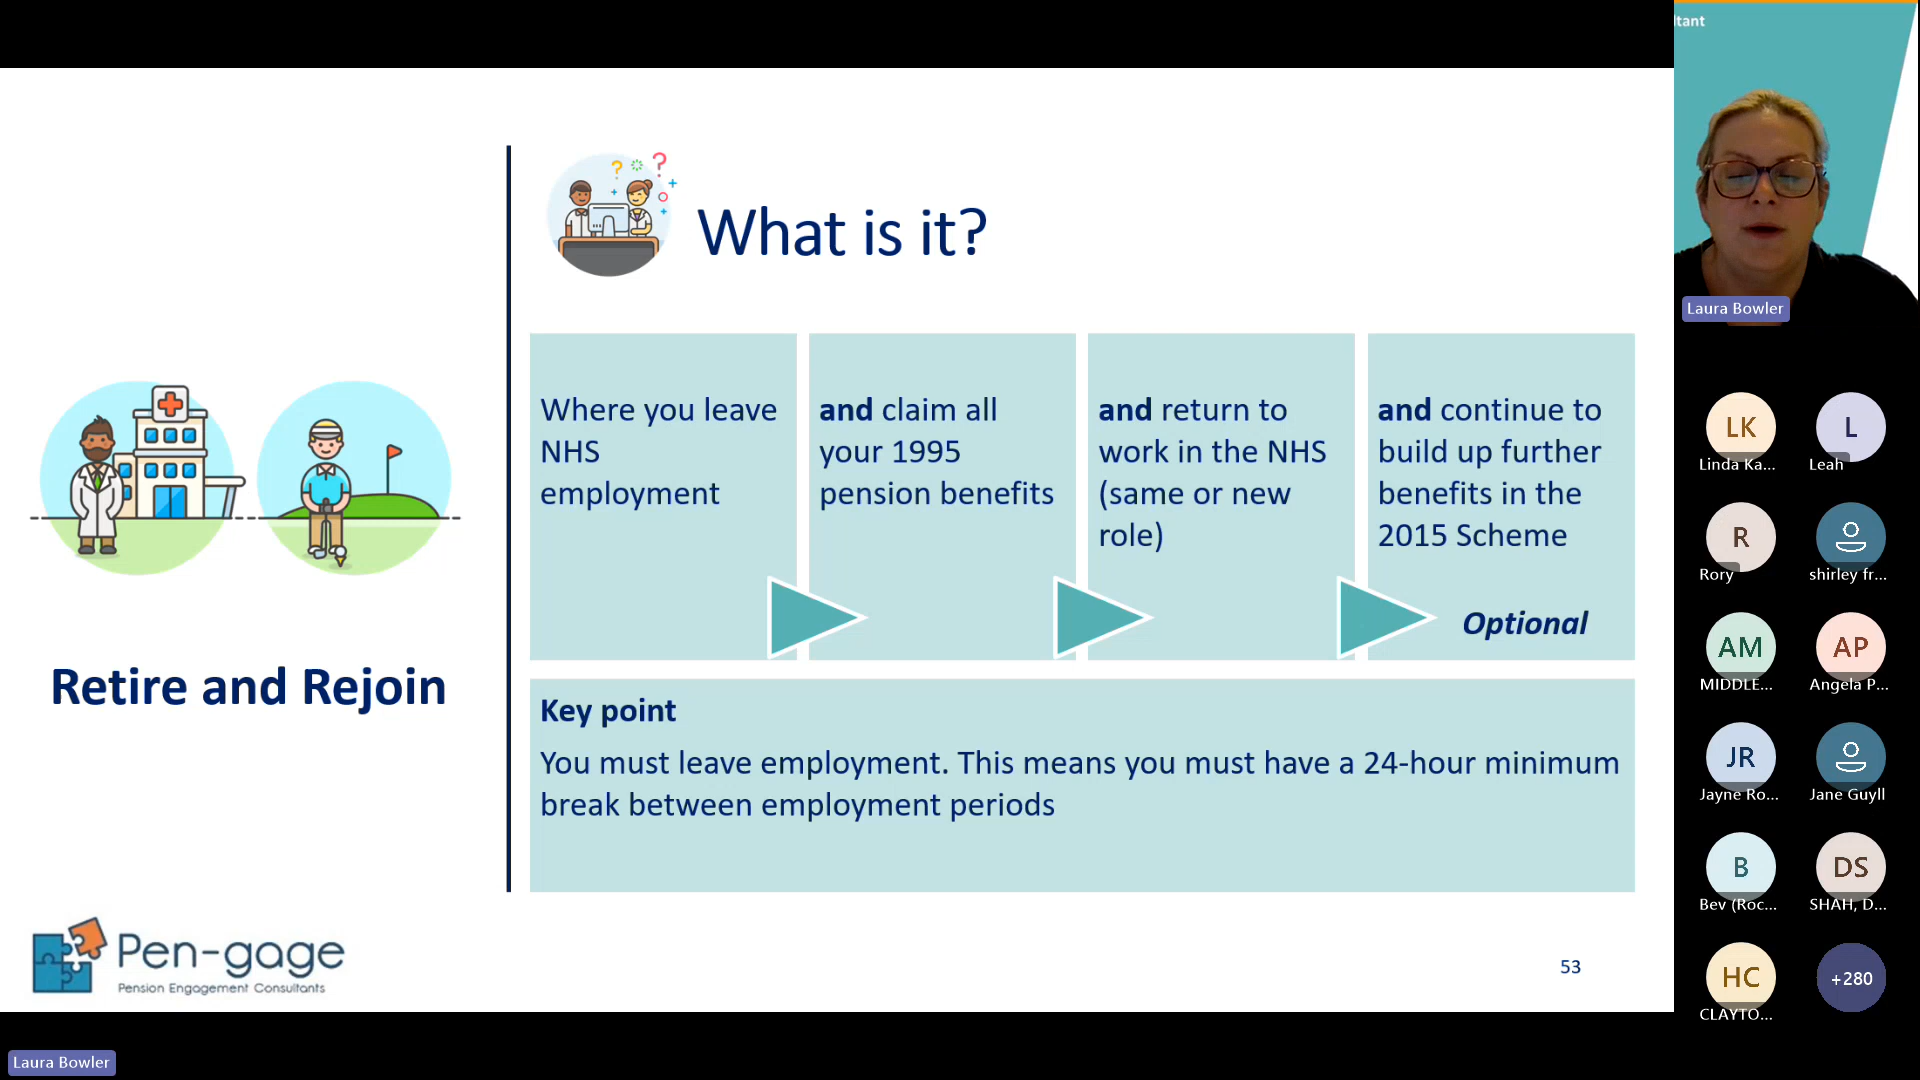 ltant
What is it?
Where you leave
NHS
employment
and claim all
your 1995
pension benefits
and return to
work in the NHS
(same or new
role)
and continue to
build up further
benefits in the
2015 Scheme
Optional
Retire and Rejoin
Key point
You must leave employment. This means you must have a 24-hour minimum
break between employment periods
Pen-gage
Pension Engagement Consultants
53
Laura Bowler
LK
Linda Ka...
L
Leah
R
Rory
shirley fr...
AM
MIDDLE...
AP
Angela P...
JR
Jayne Ro...
Jane Guyll
B
Bev (Roc...
DS
SHAH, D...
HC
CLAYTO...
+280
Laura Bowler